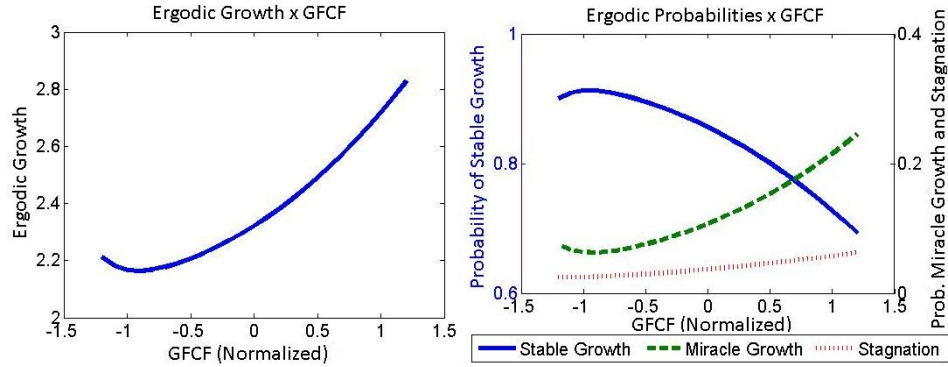 Ergodic Growth x GFCF
Ergodic Growth
3
2.8
2.6
2.4
2.2
2
-1.5 -1 -0.5 0 0.5 1 1.5
GFCF (Normalized)
Ergodic Probabilities x GFCF
Probability of Stable Growth
1
0.8
0.6
0.4
0.2
0
Prob. Miracle Growth and Stagnation
-1.5 -1 -0.5 0 0.5 1 1.5
GFCF (Normalized)
Stable Growth Miracle Growth Stagnation